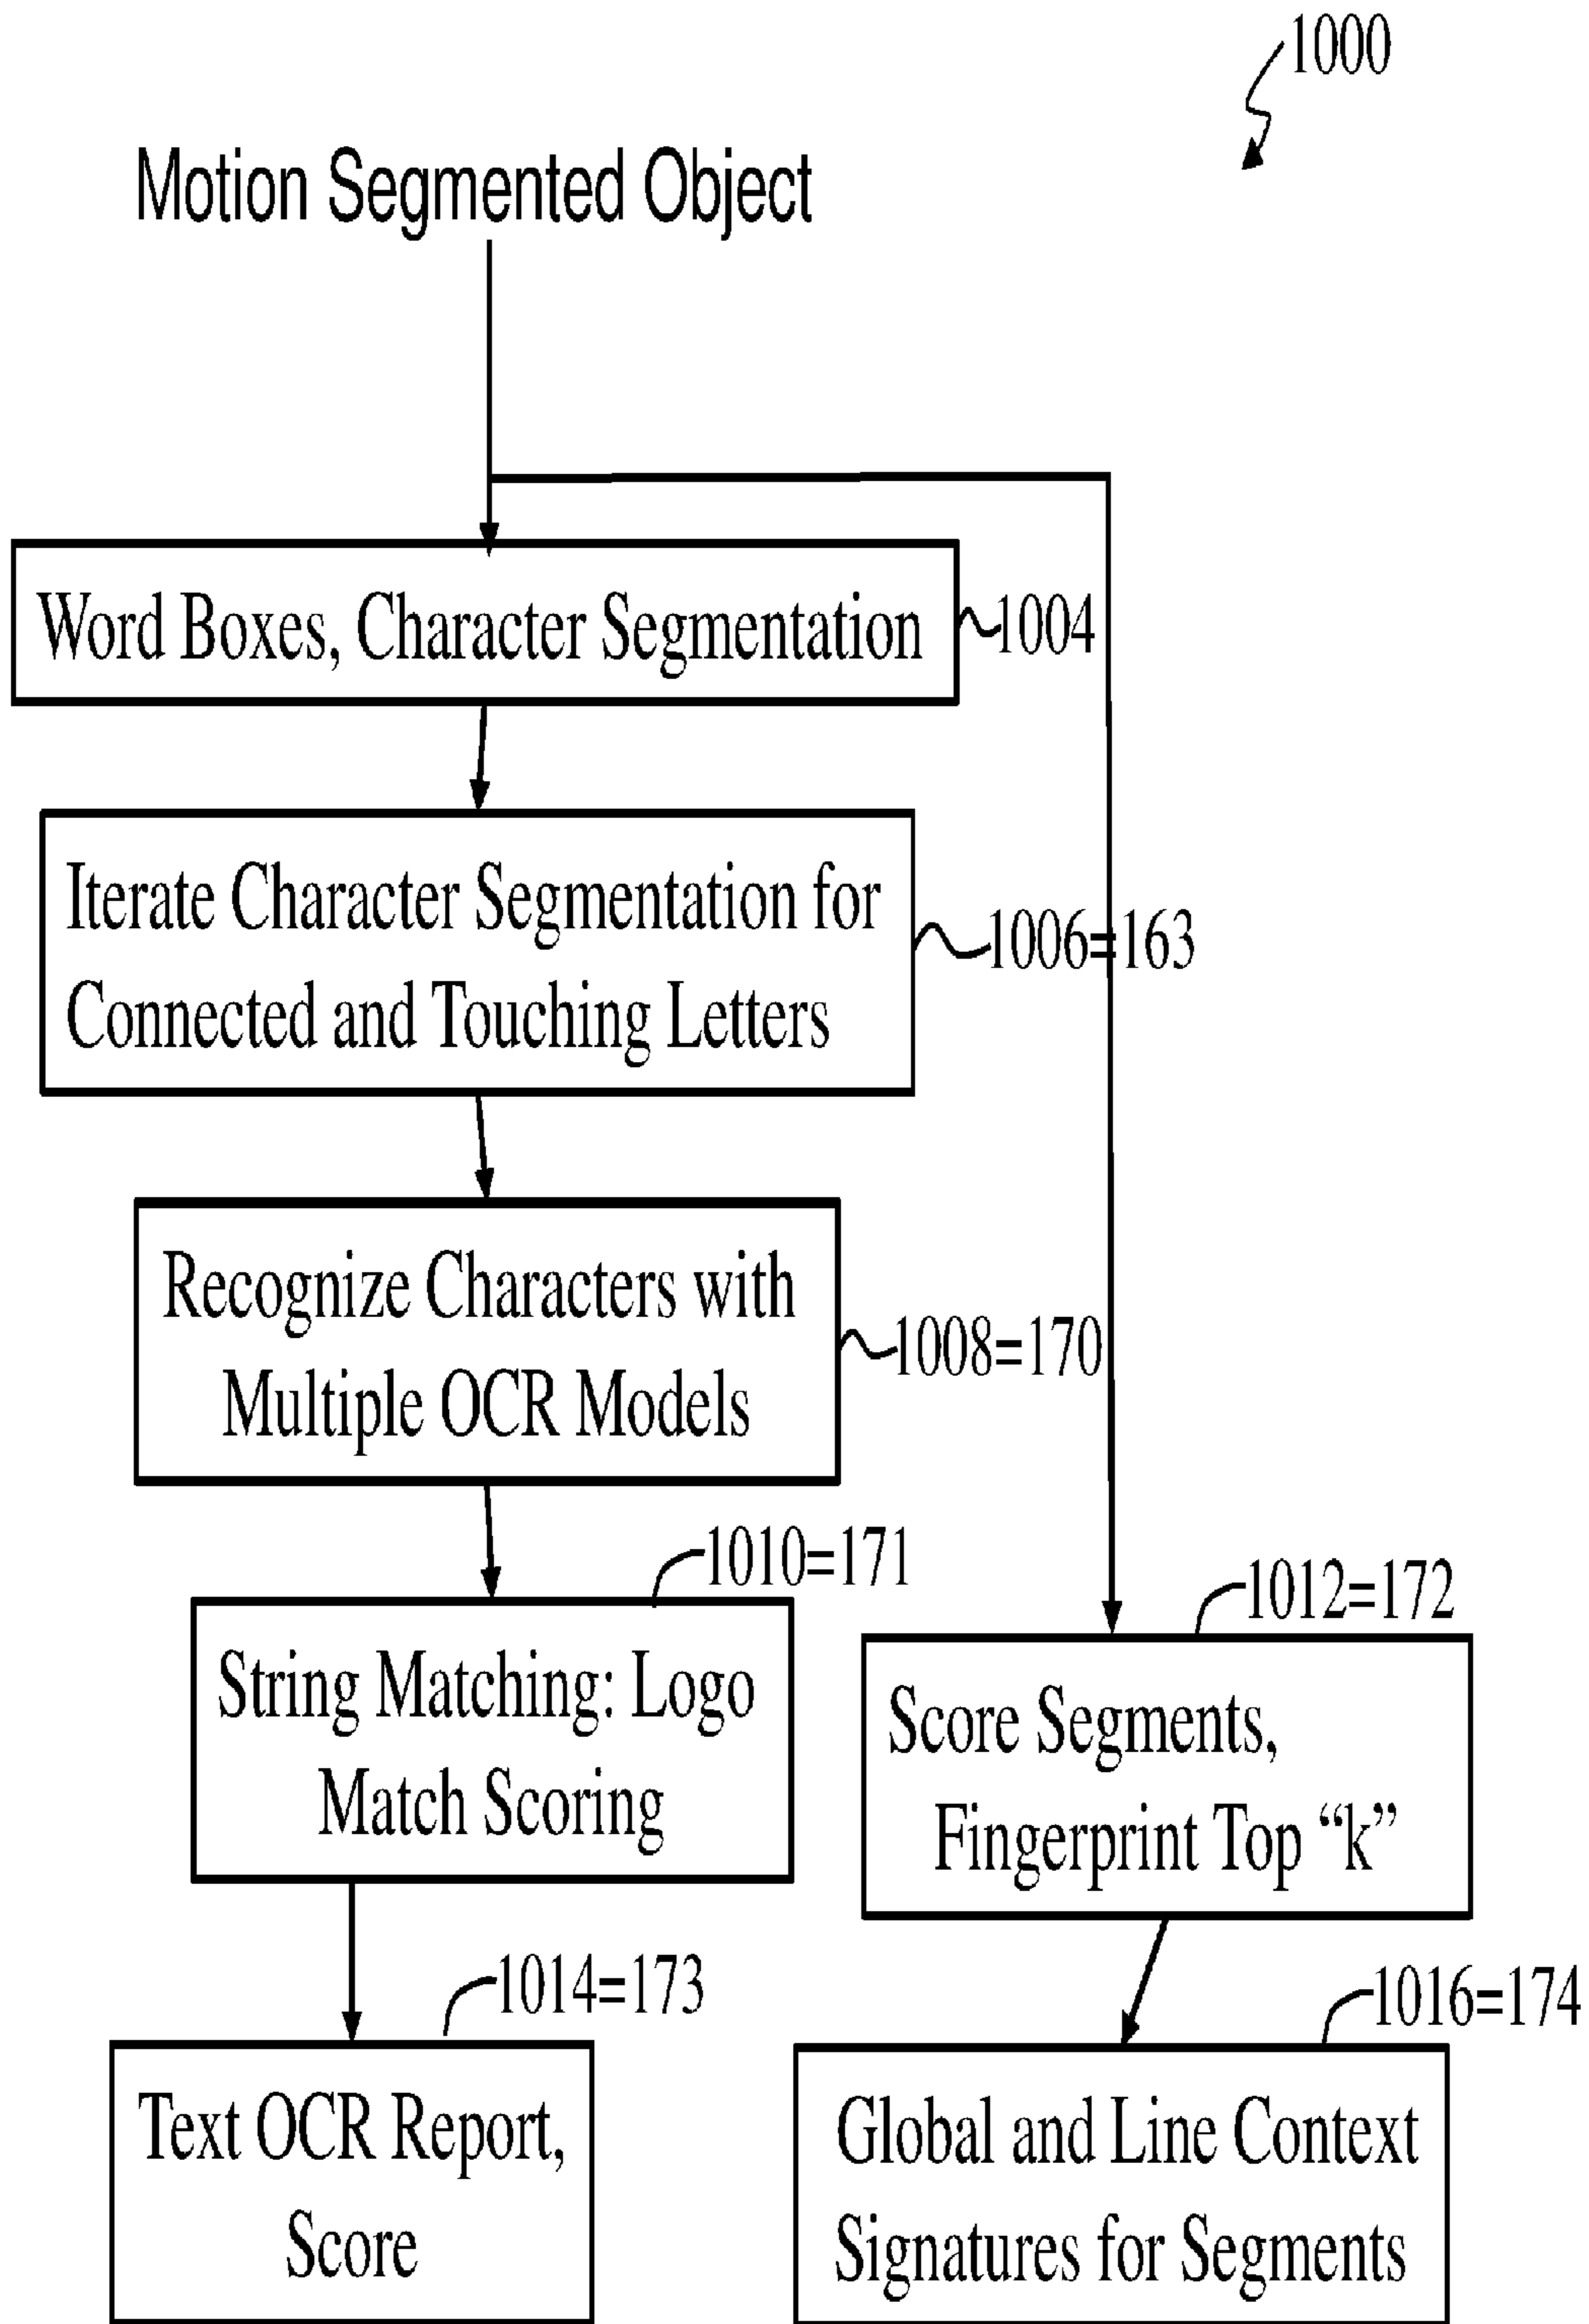 1000
Motion Segmented Object
Word Boxes, Character Segmentation
1004
Iterate Character Segmentation for
Connected and Touching Letters
1006=163
Recognize Characters with
Multiple OCR Models
1008=170
1010=171
String Matching: Logo
Match Scoring
1012=172
Score Segments,
Fingerprint Top “k”
1014=173
Text OCR Report,
Score
1016=174
Global and Line Context
Signatures for Segments